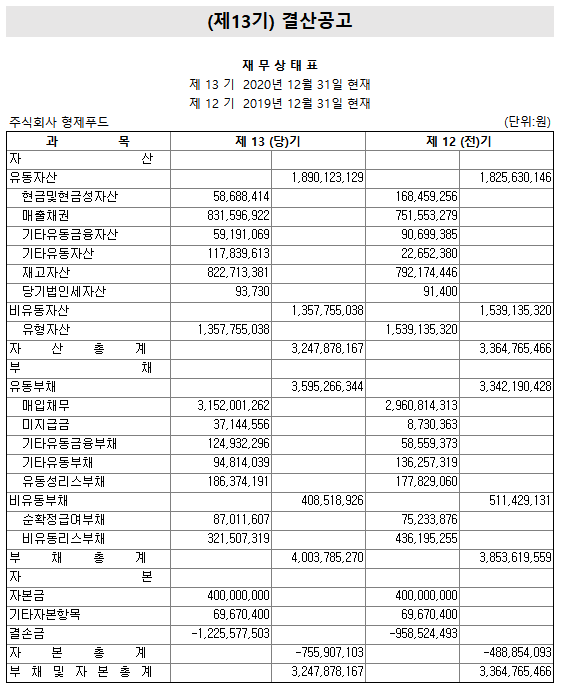 (제13기) 결산공고
재 무 상 태 표
제 13 기 2020년 12월 31일 현재
제 12 기 2019년 12월 31일 현재
주식회사 형제푸드 (단위:원)
과 목 제 13 (당)기 제 12 (전)기
자 산
유동자산 1,890,123,129 1,825,630,146
현금및현금성자산 58,688,414 168,459,256
매출채권 831,596,922 751,553,279
기타유동금융자산 59,191,069 90,699,385
기타유동자산 117,839,613 22,652,380
재고자산 822,713,381 792,174,446
당기법인세자산 93,730 91,400
비유동자산 1,357,755,038 1,539,135,320
유형자산 1,357,755,038 1,539,135,320
자 산 총 계 3,247,878,167 3,364,765,466
부 채
유동부채 3,595,266,344 3,342,190,428
매입채무 3,152,001,262 2,960,814,313
미지급금 37,144,556 8,730,363
기타유동금융부채 124,932,296 58,559,373
기타유동부채 94,814,039 136,257,319
유동성리스부채 186,374,191 177,829,060
비유동부채 408,518,926 511,429,131
순확정급여부채 87,011,607 75,233,876
비유동리스부채 321,507,319 436,195,255
부 채 총 계 4,003,785,270 3,853,619,559
자 본
자본금 400,000,000 400,000,000
기타자본항목 69,670,400 69,670,400
결손금 -1,225,577,503 -958,524,493
자 본 총 계 -755,907,103 -488,854,093
부 채 및 자 본 총 계 3,247,878,167 3,364,765,466